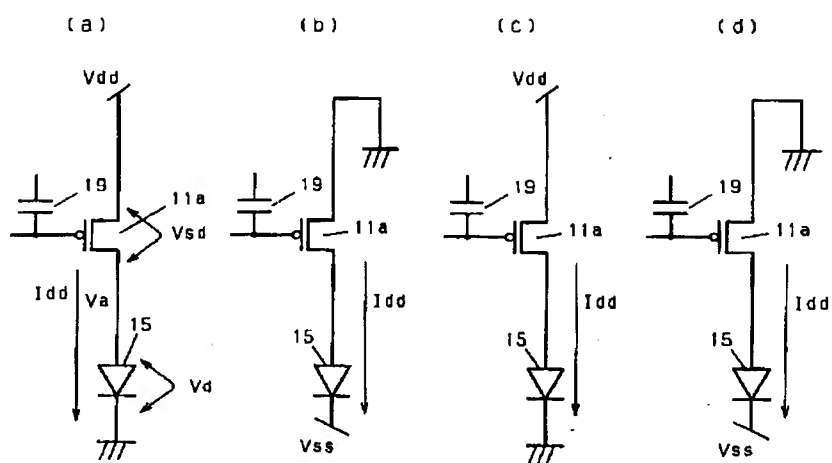 (a) (b) (c) (d)
Vdd Vdd
19 19 19 19
11a 11a 11a 11a
Vsd
Idd Va Idd Idd Idd
15 15 15 15
Vd
Vss Vss